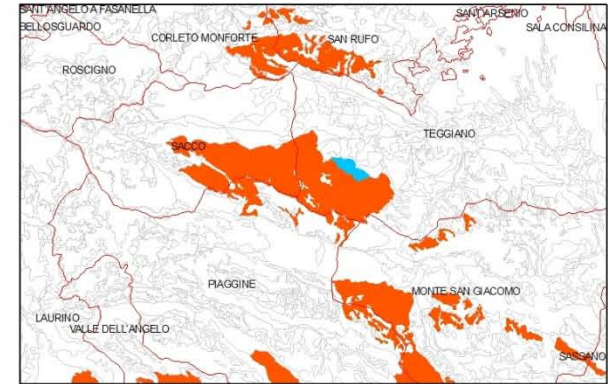 SANT'ANGELO A FASANELLA
SANT'ARSENIO
BELLOSGUARDO
SALA CONSILINA
CORLETO MONFORTE
SAN RUFO
ROSCIGNO
TEGGIANO
SACCO
PIAGGINE
MONTE SAN GIACOMO
LAURINO
VALLE DELL'ANGELO
SASSANO